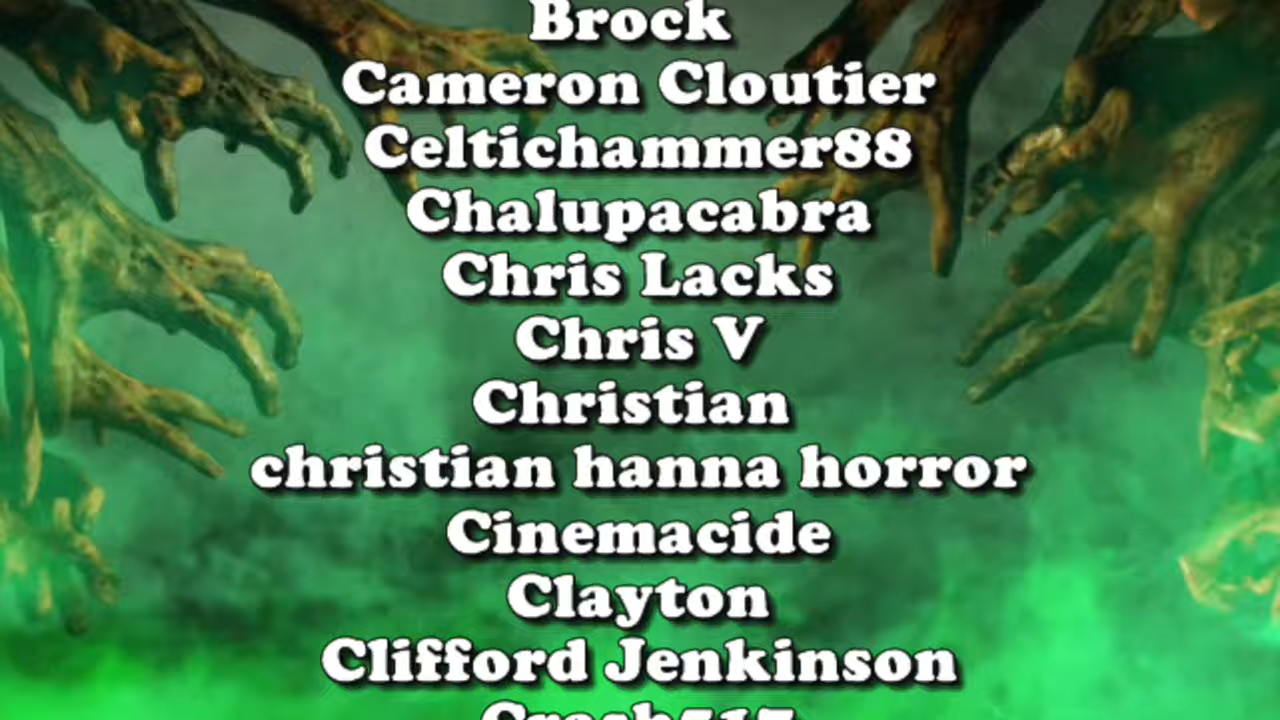 Brock
Cameron Cloutier
Celtichammer88
Chalupacabra
Chris Lacks
Chris V
Christian
christian hanna horror
Cinemacide
Clayton
Clifford Jenkinson